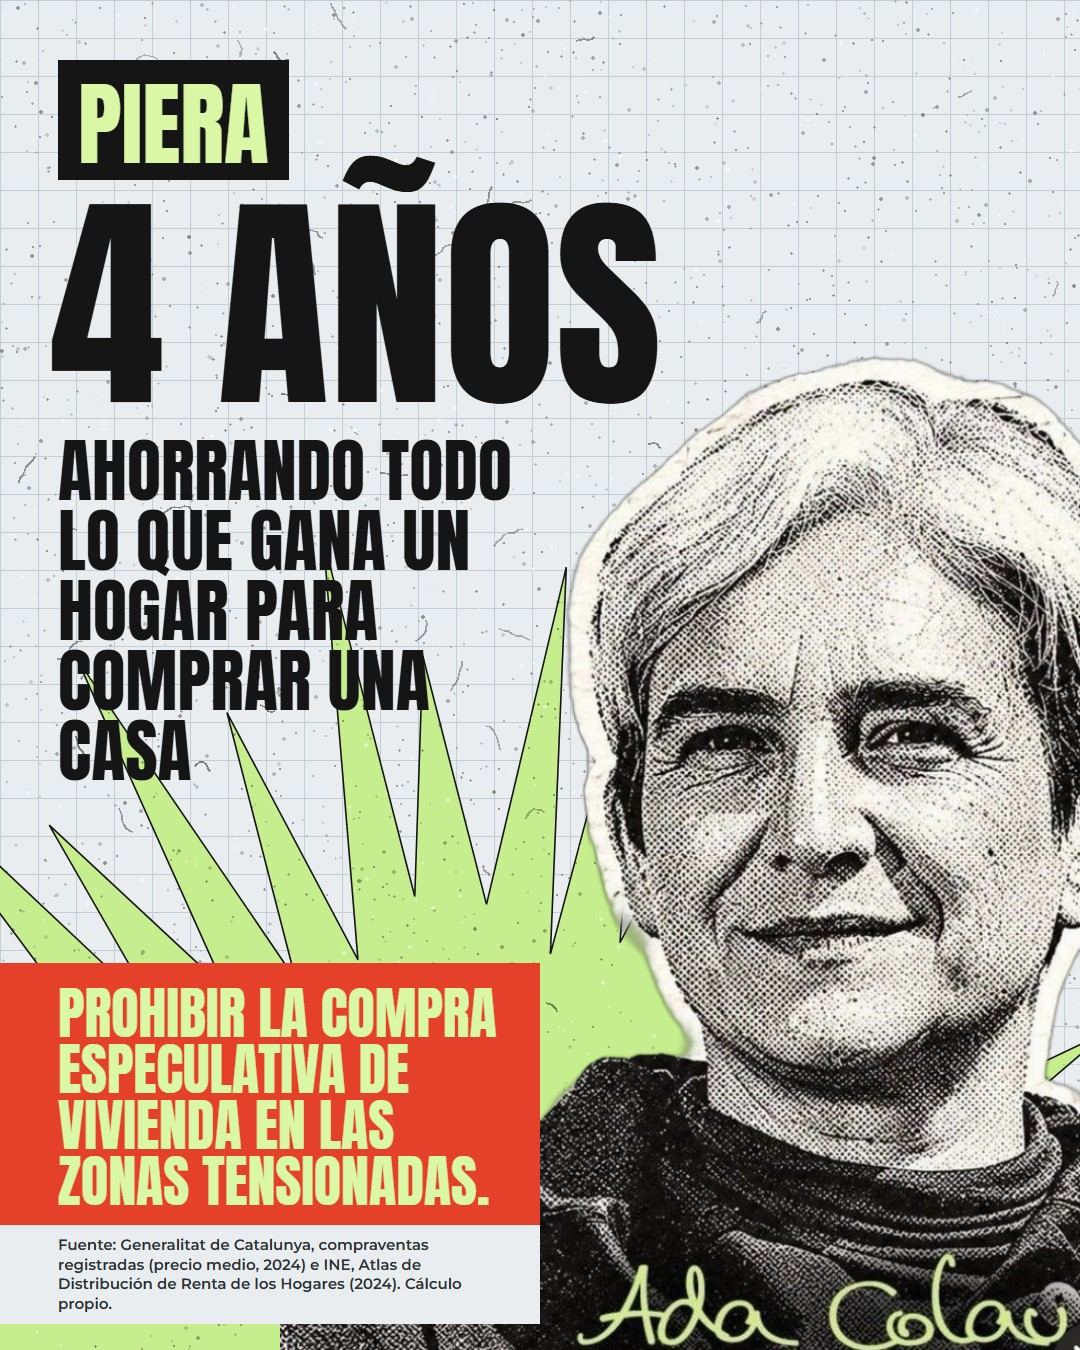 PIERA
4 AÑOS
AHORRANDO TODO
LO QUE GANA UN
HOGAR PARA
COMPRAR UNA
CASA
PROHIBIR LA COMPRA
ESPECULATIVA DE
VIVIENDA EN LAS
ZONAS TENSIONADAS.
Fuente: Generalitat de Catalunya, compraventas
registradas (precio medio, 2024) e INE, Atlas de
Distribución de Renta de los Hogares (2024). Cálculo
propio.
Ada Colau